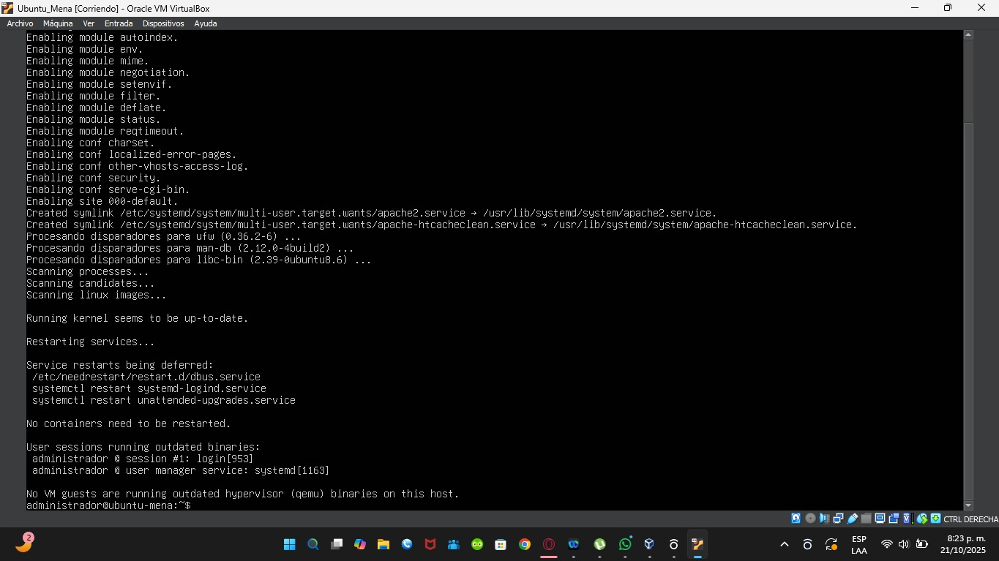 Ubuntu_Mena [Corriendo] - Oracle VM VirtualBox
Archivo Máquina Ver Entrada Dispositivos Ayuda
Enabling module autoindex.
Enabling module env.
Enabling module mime.
Enabling module negotiation.
Enabling module setenvif.
Enabling module filter.
Enabling module deflate.
Enabling module status.
Enabling module reqtimeout.
Enabling conf charset.
Enabling conf localized-error-pages.
Enabling conf other-vhosts-access-log.
Enabling conf security.
Enabling conf serve-cgi-bin.
Enabling site 000-default.
Created symlink /etc/systemd/system/multi-user.target.wants/apache2.service → /usr/lib/systemd/system/apache2.service.
Created symlink /etc/systemd/system/multi-user.target.wants/apache-htcacheclean.service → /usr/lib/systemd/system/apache-htcacheclean.service.
Procesando disparadores para ufw (0.36.2-6) ...
Procesando disparadores para man-db (2.12.0-4build2) ...
Procesando disparadores para libc-bin (2.39-0ubuntu8.6) ...
Scanning processes...
Scanning candidates...
Scanning linux images...
Running kernel seems to be up-to-date.
Restarting services...
Service restarts being deferred:
/etc/needrestart/restart.d/dbus.service
systemctl restart systemd-logind.service
systemctl restart unattended-upgrades.service
No containers need to be restarted.
User sessions running outdated binaries:
administrador @ session #1: login[953]
administrador @ user manager service: systemd[1163]
No VM guests are running outdated hypervisor (qemu) binaries on this host.
administrador@ubuntu-mena:~$
CTRL DERECHA
2
ESP
LAA
8:23 p. m.
21/10/2025